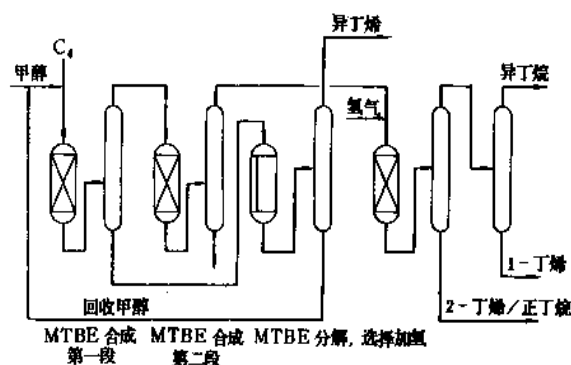 异丁烯
C₄
甲醇
异丁烷
氢气
1-丁烯
回收甲醇
2-丁烯/正丁烷
MTBE 合成 MTBE 合成 MTBE 分解, 选择加氢
第一段 第二段